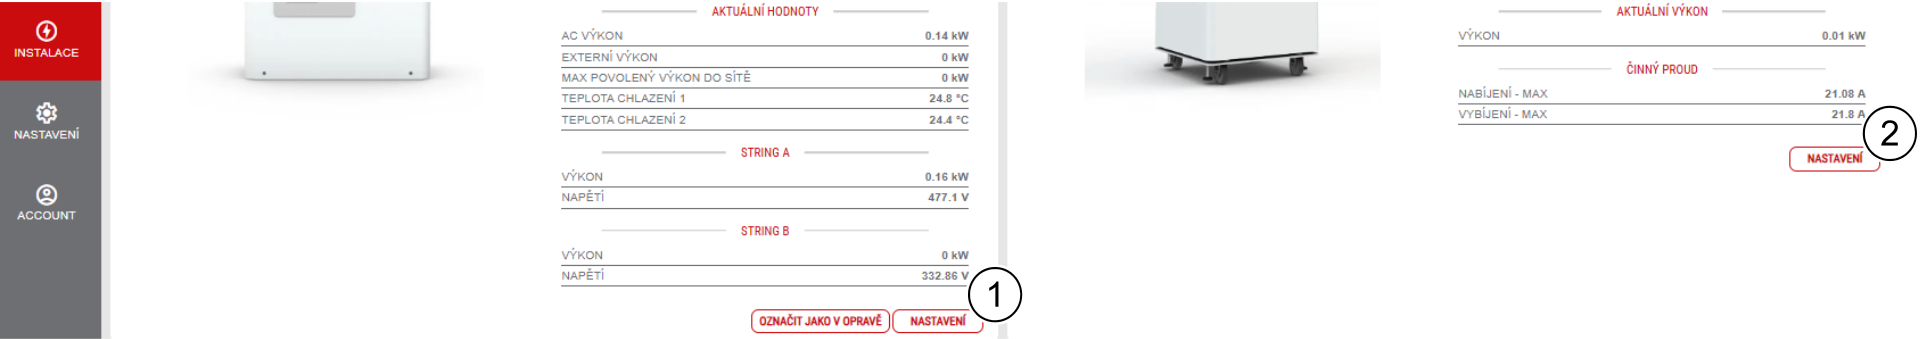 INSTALACE
NASTAVENÍ
ACCOUNT
AKTUÁLNÍ HODNOTY
AC VÝKON 0.14 kW
EXTERNÍ VÝKON 0 kW
MAX POVOLENÝ VÝKON DO SÍTĚ 0 kW
TEPLOTA CHLAZENÍ 1 24.8 °C
TEPLOTA CHLAZENÍ 2 24.4 °C
STRING A
VÝKON 0.16 kW
NAPĚTÍ 477.1 V
STRING B
VÝKON 0 kW
NAPĚTÍ 332.86 V
1
OZNAČIT JAKO V OPRAVĚ NASTAVENÍ
AKTUÁLNÍ VÝKON
VÝKON 0.01 kW
ČINNÝ PROUD
NABÍJENÍ - MAX 21.08 A
VYBÍJENÍ - MAX 21.8 A
2
NASTAVENÍ